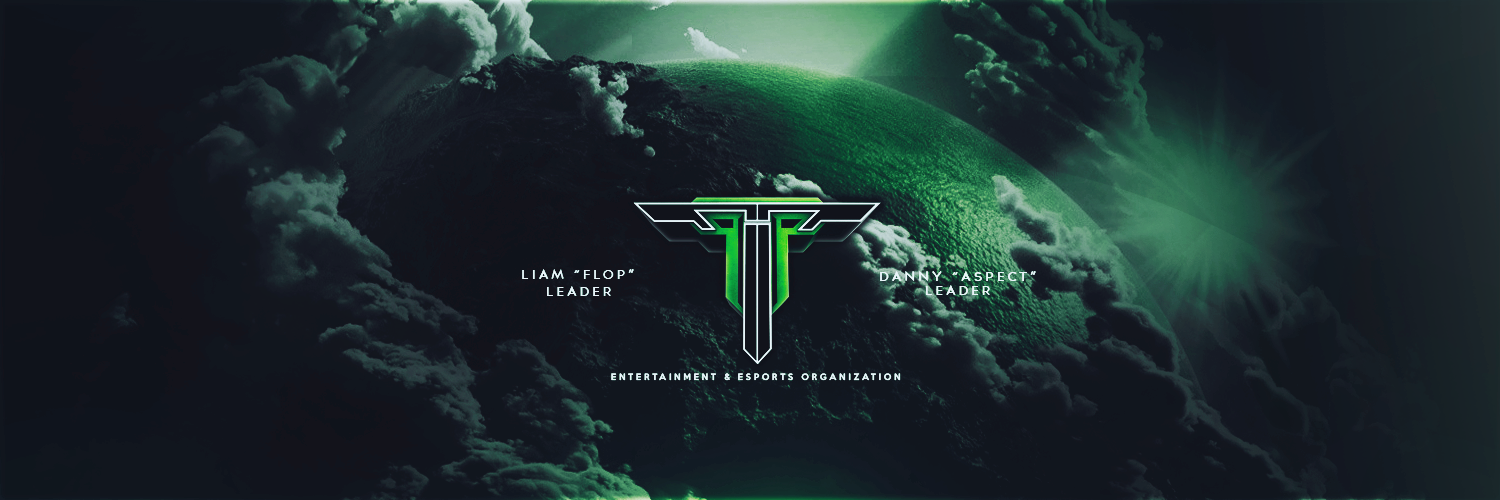 LIAM “FLOP”
LEADER
DANNY “ASPECT”
LEADER
ENTERTAINMENT & ESPORTS ORGANIZATION